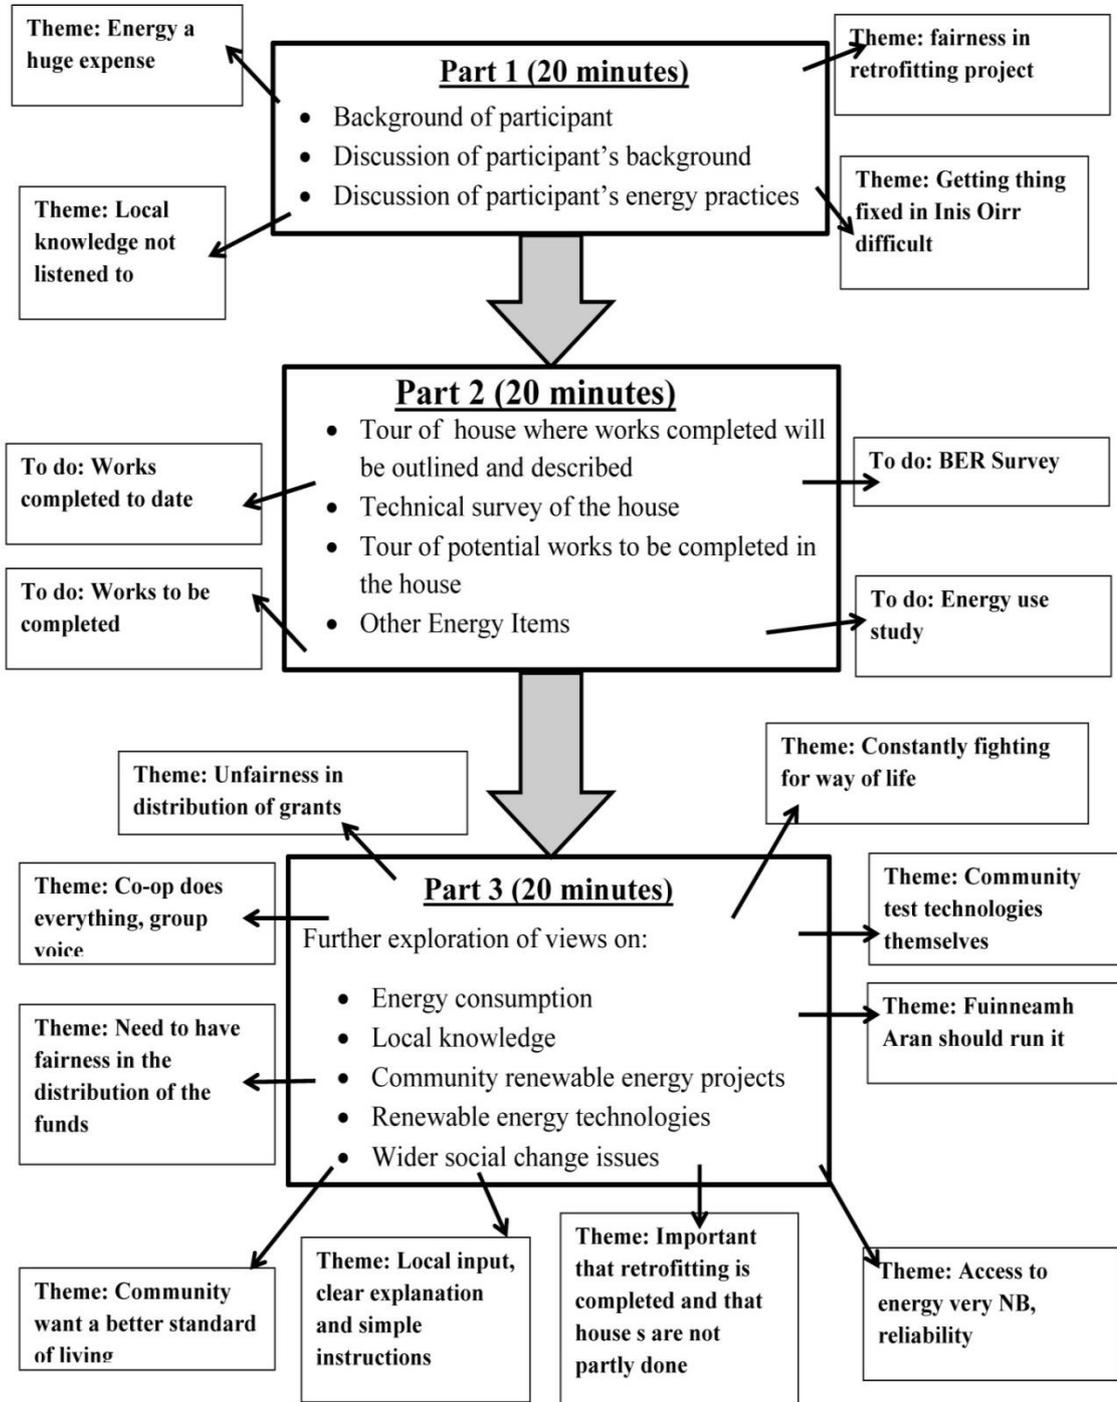 Theme: Energy a
huge expense
Theme: fairness in
retrofitting project
Part 1 (20 minutes)
• Background of participant
• Discussion of participant’s background
• Discussion of participant’s energy practices
Theme: Local
knowledge not
listened to
Theme: Getting thing
fixed in Inis Oirr
difficult
Part 2 (20 minutes)
• Tour of house where works completed will
be outlined and described
• Technical survey of the house
• Tour of potential works to be completed in
the house
• Other Energy Items
To do: Works
completed to date
To do: BER Survey
To do: Works to be
completed
To do: Energy use
study
Theme: Unfairness in
distribution of grants
Theme: Constantly fighting
for way of life
Part 3 (20 minutes)
Further exploration of views on:
• Energy consumption
• Local knowledge
• Community renewable energy projects
• Renewable energy technologies
• Wider social change issues
Theme: Co-op does
everything, group
voice
Theme: Community
test technologies
themselves
Theme: Need to have
fairness in the
distribution of the
funds
Theme: Fuinneamh
Aran should run it
Theme: Community
want a better standard
of living
Theme: Local input,
clear explanation
and simple
instructions
Theme: Important
that retrofitting is
completed and that
house s are not
partly done
Theme: Access to
energy very NB,
reliability